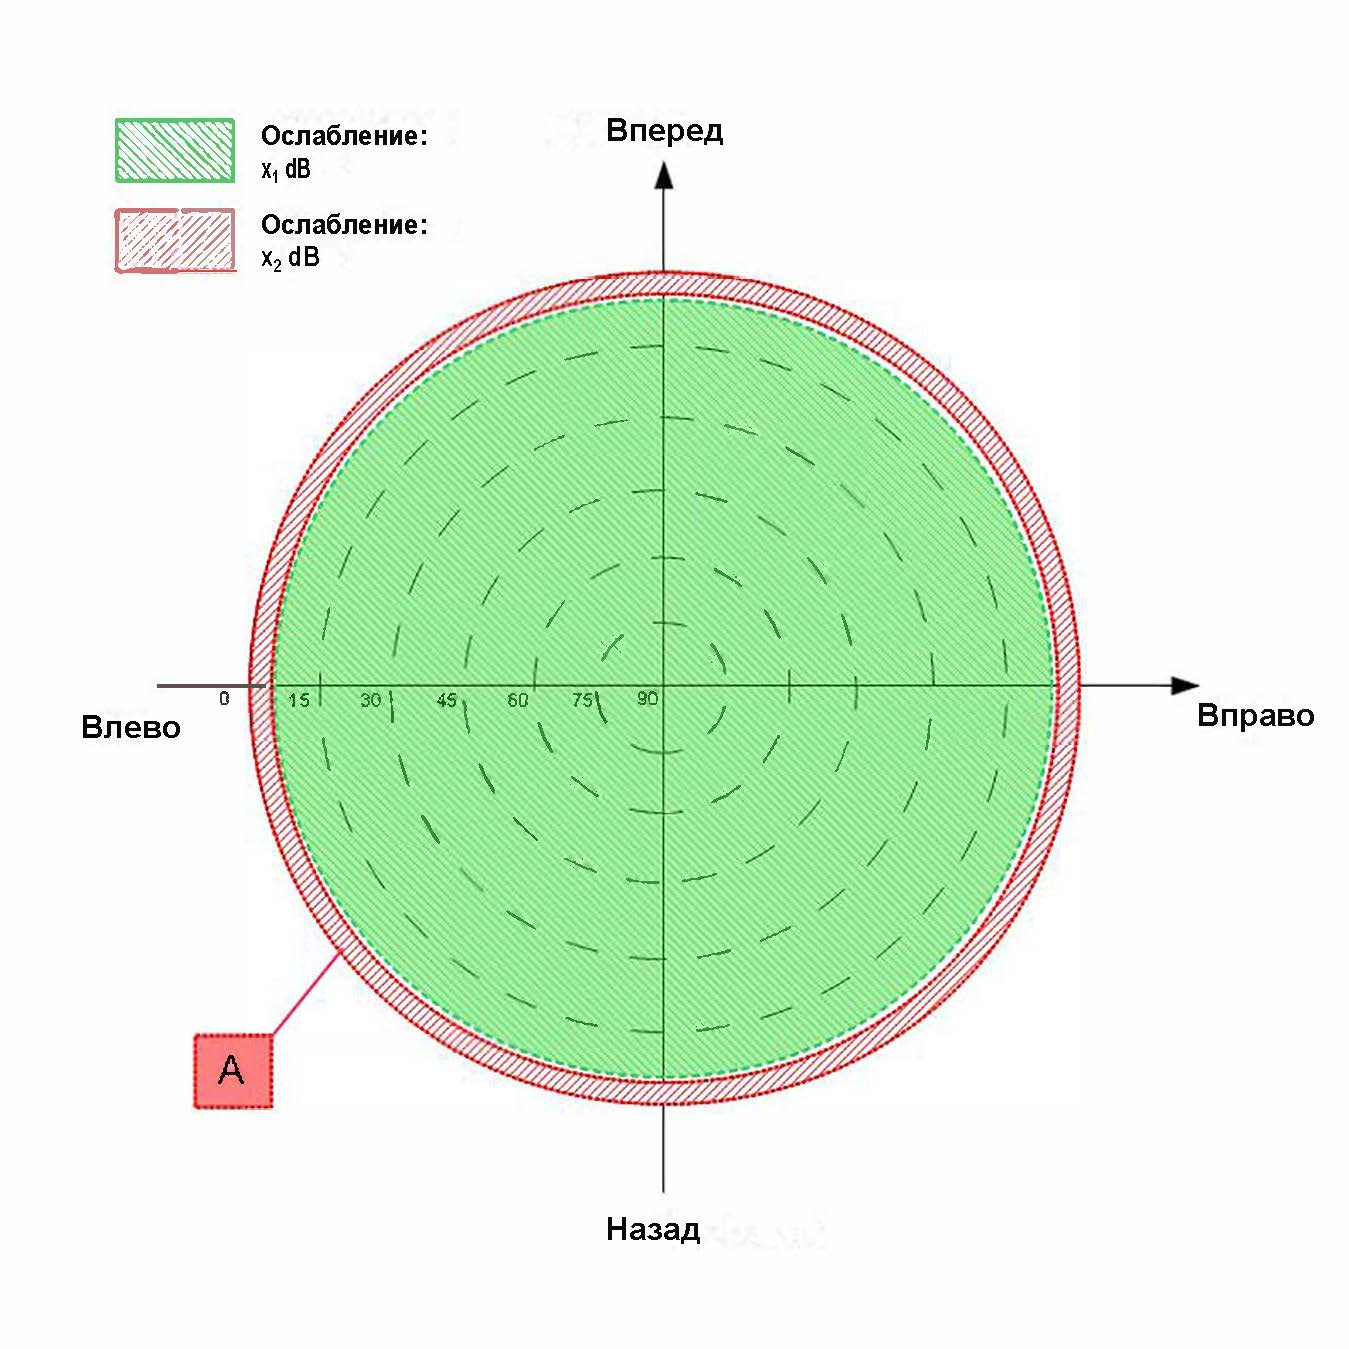 Ослабление:
x₁ dB
Ослабление:
x₂ dB
Вперед
0 15 30 45 60 75 90
Влево
Вправо
A
Назад